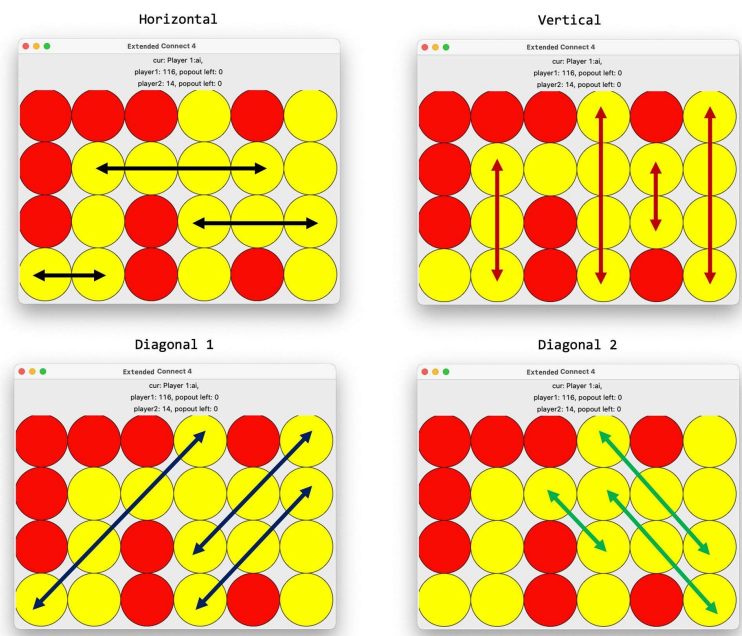 Horizontal
Extended Connect 4
cur: Player 1:ai,
player1: 116, popout left: 0
player2: 14, popout left: 0
Vertical
Extended Connect 4
cur: Player 1:ai,
player1: 116, popout left: 0
player2: 14, popout left: 0
Diagonal 1
Extended Connect 4
cur: Player 1:ai,
player1: 116, popout left: 0
player2: 14, popout left: 0
Diagonal 2
Extended Connect 4
cur: Player 1:ai,
player1: 116, popout left: 0
player2: 14, popout left: 0